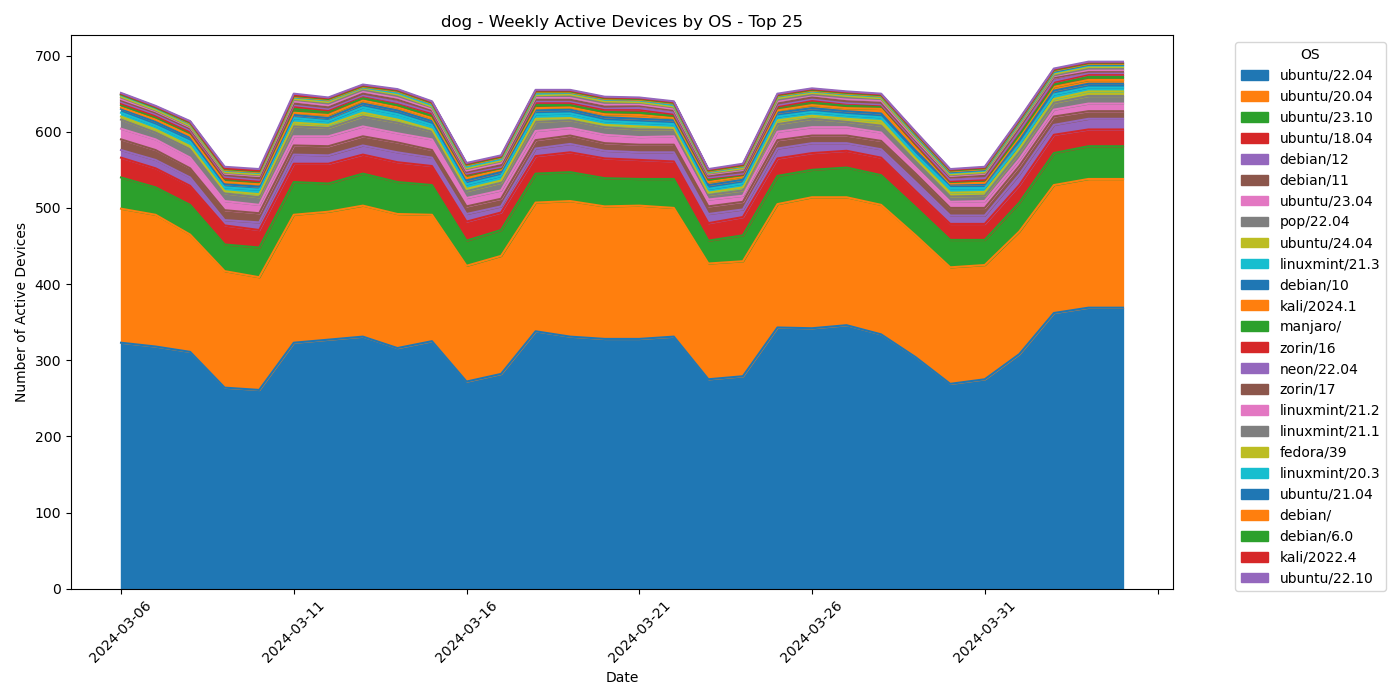 dog - Weekly Active Devices by OS - Top 25
Number of Active Devices
700
600
500
400
300
200
100
0
2024-03-06
2024-03-11
2024-03-16
2024-03-21
2024-03-26
2024-03-31
Date
OS
ubuntu/22.04
ubuntu/20.04
ubuntu/23.10
ubuntu/18.04
debian/12
debian/11
ubuntu/23.04
pop/22.04
ubuntu/24.04
linuxmint/21.3
debian/10
kali/2024.1
manjaro/
zorin/16
neon/22.04
zorin/17
linuxmint/21.2
linuxmint/21.1
fedora/39
linuxmint/20.3
ubuntu/21.04
debian/
debian/6.0
kali/2022.4
ubuntu/22.10